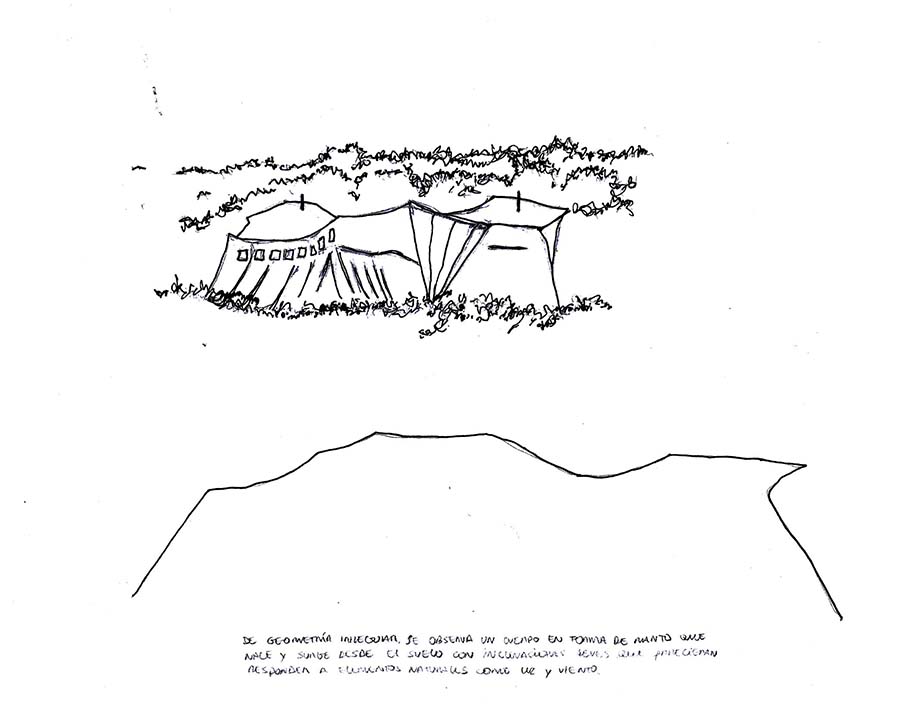 DE GEOMETRÍA IRREGULAR, SE OBSERVA UN CUERPO EN FORMA DE MANTO QUE
NACE Y SURGE DESDE EL SUELO CON INCLINACIONES LEVES QUE PARECIERAN
RESPONDER A ELEMENTOS NATURALES COMO LUZ Y VIENTO.